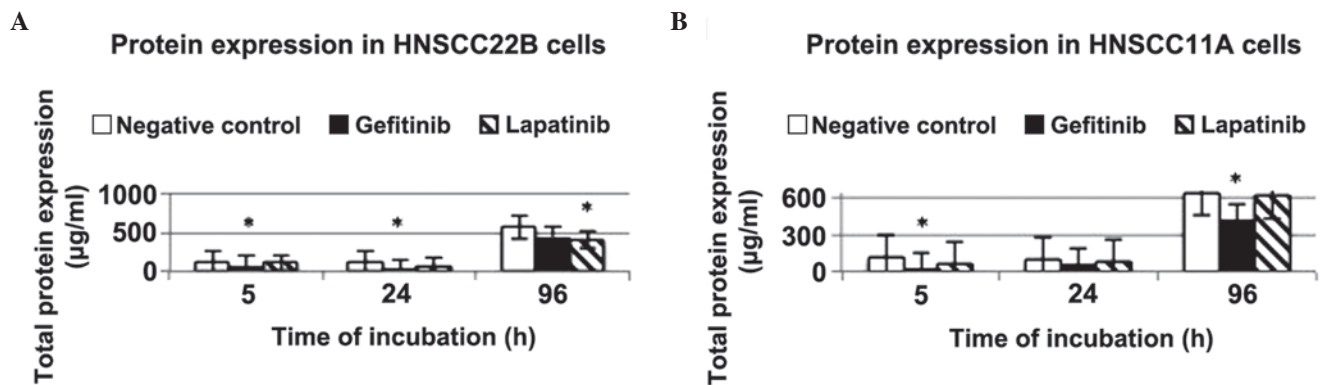 A
Protein expression in HNSCC22B cells
Total protein expression
(µg/ml)
Negative control Gefitinib Lapatinib
1000
500
0
* * *
5 24 96
Time of incubation (h)
B
Protein expression in HNSCC11A cells
Total protein expression
(µg/ml)
Negative control Gefitinib Lapatinib
600
300
0
* *
5 24 96
Time of incubation (h)